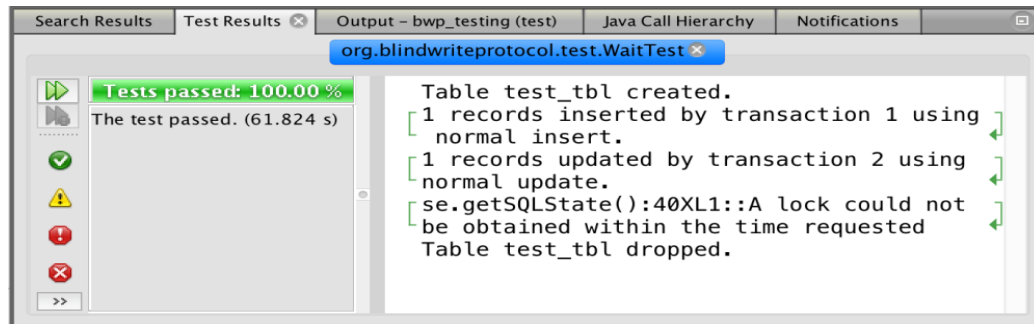 Search Results
Test Results
Output – bwp_testing (test)
Java Call Hierarchy
Notifications
org.blindwriteprotocol.test.WaitTest
Tests passed: 100.00 %
The test passed. (61.824 s)
>>
Table test_tbl created.
1 records inserted by transaction 1 using
normal insert.
1 records updated by transaction 2 using
normal update.
se.getSQLState():40XL1::A lock could not
be obtained within the time requested
Table test_tbl dropped.